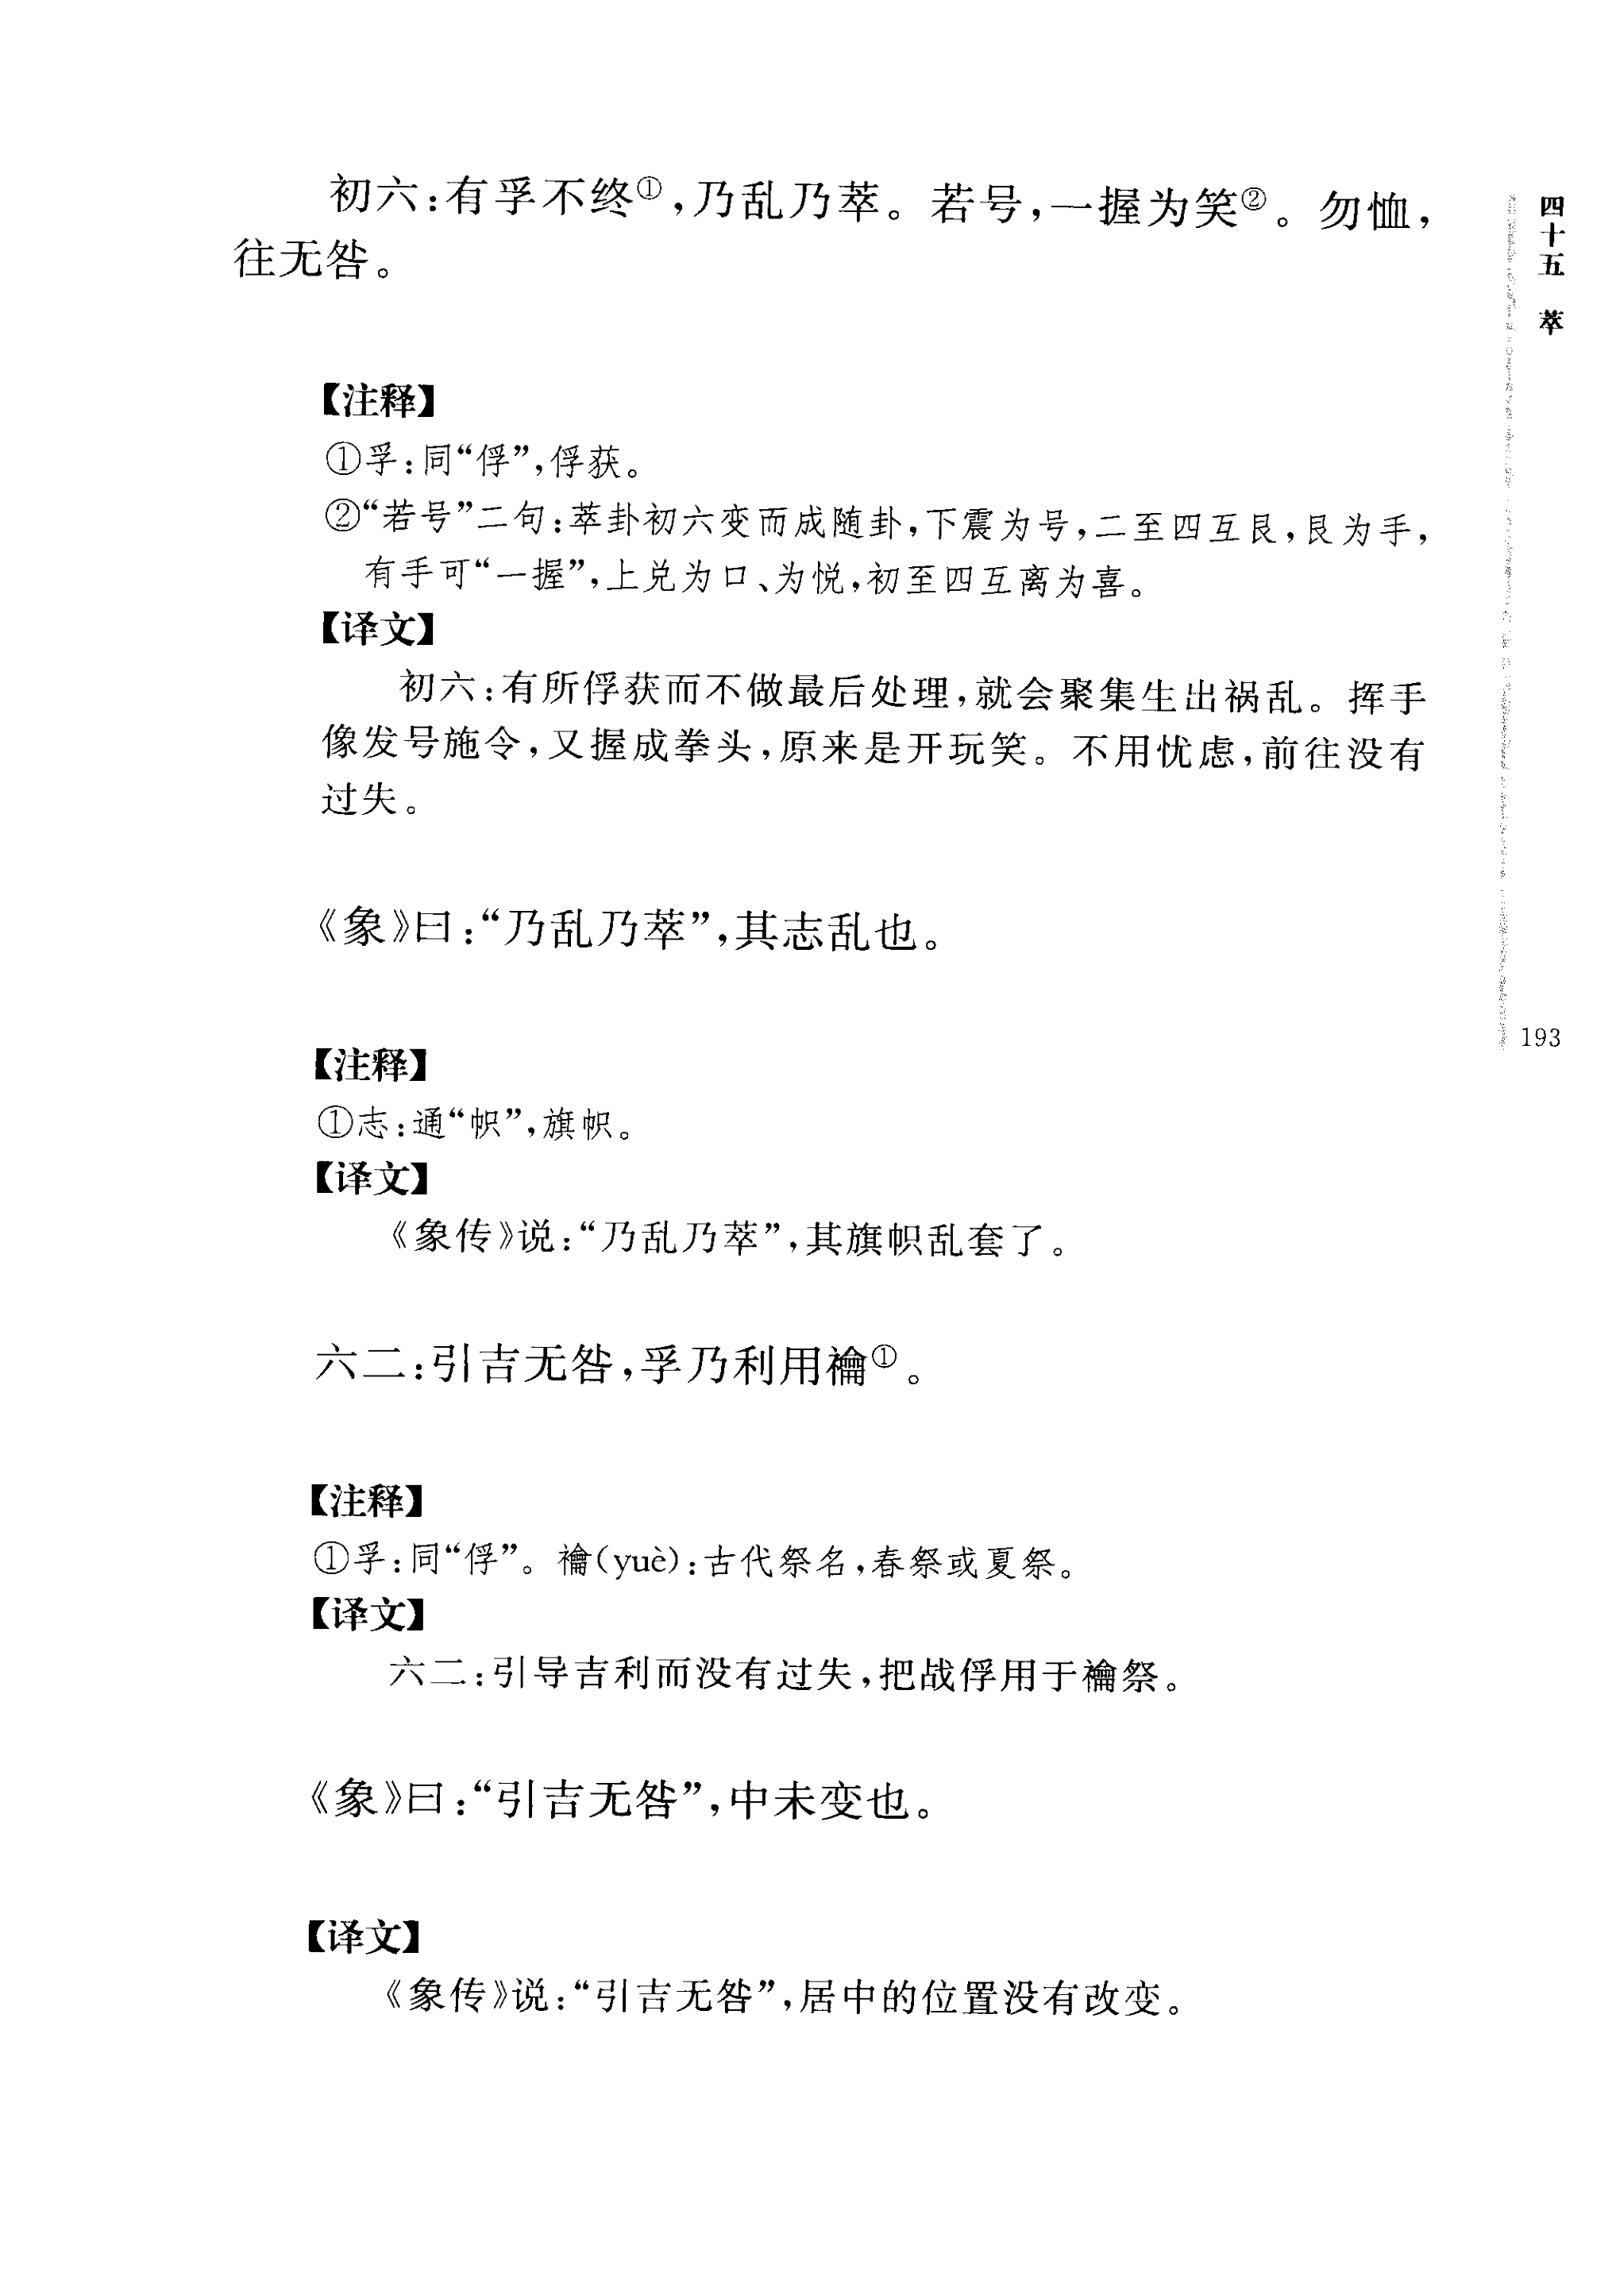 初六：有孚不终①，乃乱乃萃。若号，一握为笑②。勿恤，
往无咎。
【注释】
①孚：同“俘”，俘获。
②“若号”二句：萃卦初六变而成随卦，下震为号，二至四互艮，艮为手，
有手可“一握”，上兑为口、为悦，初至四互离为喜。
【译文】
初六：有所俘获而不做最后处理，就会聚集生出祸乱。挥手
像发号施令，又握成拳头，原来是开玩笑。不用忧虑，前往没有
过失。
《象》曰：“乃乱乃萃”，其志乱也。
【注释】
①志：通“帜”，旗帜。
【译文】
《象传》说：“乃乱乃萃”，其旗帜乱套了。
六二：引吉无咎，孚乃利用禴①。
【注释】
①孚：同“俘”。禴（yuè）：古代祭名，春祭或夏祭。
【译文】
六二：引导吉利而没有过失，把战俘用于禴祭。
《象》曰：“引吉无咎”，中未变也。
【译文】
《象传》说：“引吉无咎”，居中的位置没有改变。
四十五 萃
193